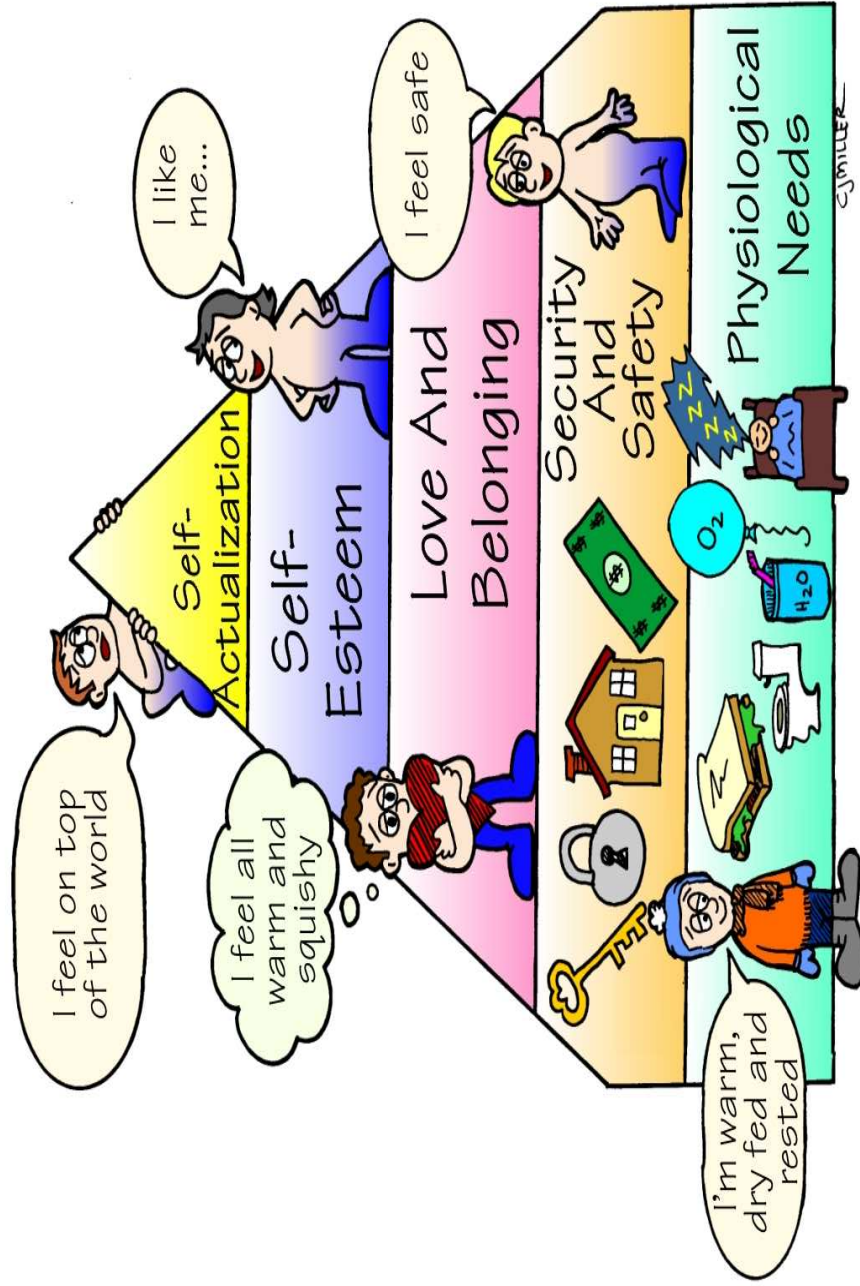 I feel on top
of the world
Self-
Actualization
I like
me...
I feel all
warm and
squishy
Self-
Esteem
Love And
Belonging
I feel safe
Security
And
Safety
$
$
$
$
$
I'm warm,
dry fed and
rested
H2O
O2
z
z
z
z
Physiological
Needs
CJMILLER